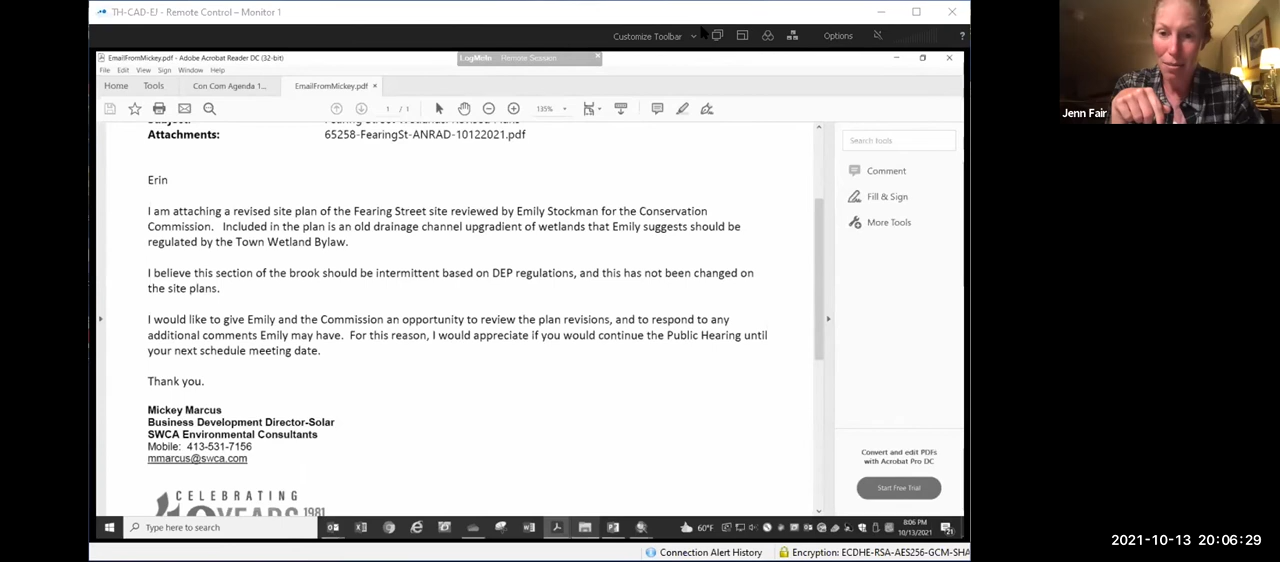 TH-CAD-EJ - Remote Control – Monitor 1
Customize Toolbar
Options
?
EmailFromMickey.pdf - Adobe Acrobat Reader DC (32-bit)
LogMeIn Remote Session
File Edit View Sign Window Help
Home Tools Con Com Agenda 1... EmailFromMickey.pdf ×
1 / 1 135%
Attachments: 65258-FearingSt-ANRAD-10122021.pdf
Erin
I am attaching a revised site plan of the Fearing Street site reviewed by Emily Stockman for the Conservation
Commission. Included in the plan is an old drainage channel upgradient of wetlands that Emily suggests should be
regulated by the Town Wetland Bylaw.
I believe this section of the brook should be intermittent based on DEP regulations, and this has not been changed on
the site plans.
I would like to give Emily and the Commission an opportunity to review the plan revisions, and to respond to any
additional comments Emily may have. For this reason, I would appreciate if you would continue the Public Hearing until
your next schedule meeting date.
Thank you.
Mickey Marcus
Business Development Director-Solar
SWCA Environmental Consultants
Mobile: 413-531-7156
mmarcus@swca.com
CELEBRATING
YEARS 1981
Search tools
Comment
Fill & Sign
More Tools
Convert and edit PDFs
with Acrobat Pro DC
Start Free Trial
Type here to search
60°F
8:06 PM
10/13/2021
Connection Alert History
Encryption: ECDHE-RSA-AES256-GCM-SHA
Jenn Fair
2021-10-13 20:06:29